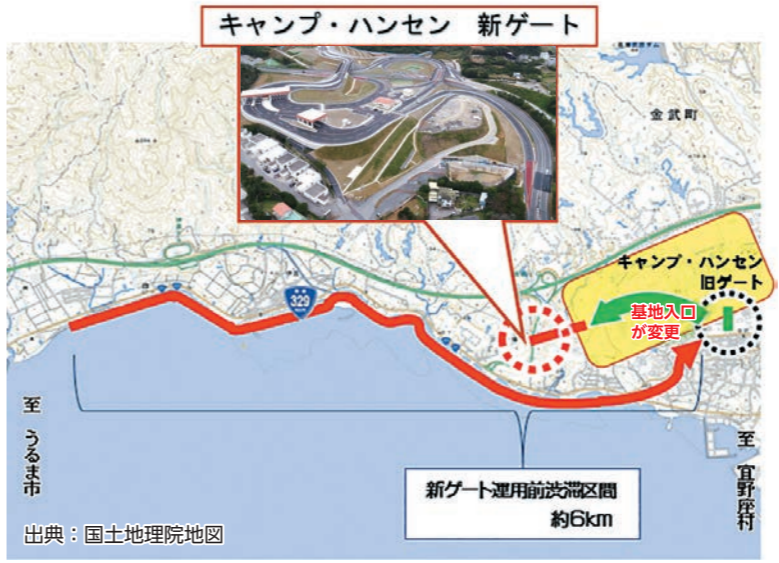 キャンプ・ハンセン 新ゲート
金武町
キャンプ・ハンセン
旧ゲート
329
基地入口
が変更
至 うるま市
至 宜野座村
新ゲート運用前渋滞区間
約6km
出典：国土地理院地図